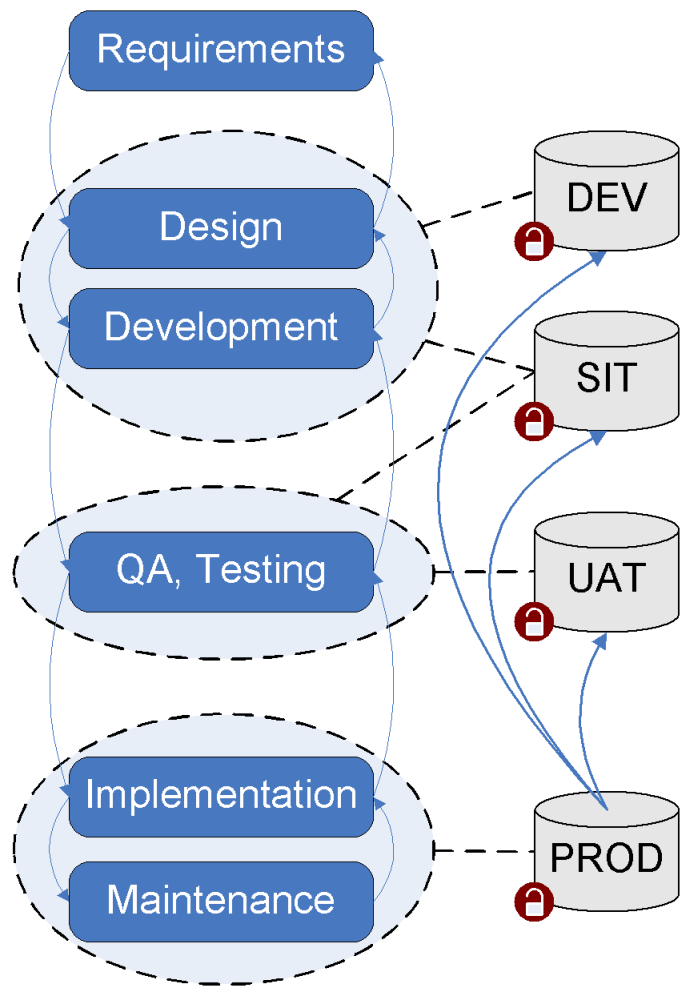 Requirements
Design
Development
QA, Testing
Implementation
Maintenance
DEV
SIT
UAT
PROD